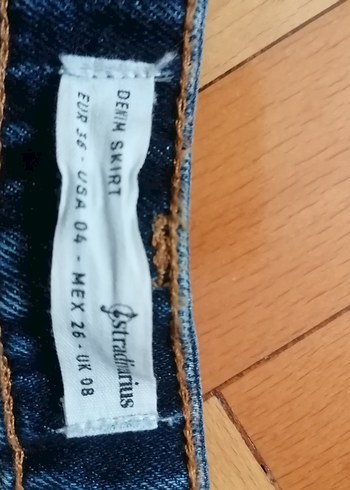 DENIM SKIRT
Stradivarius
EUR 36 - USA 04 - MEX 26 - UK 08